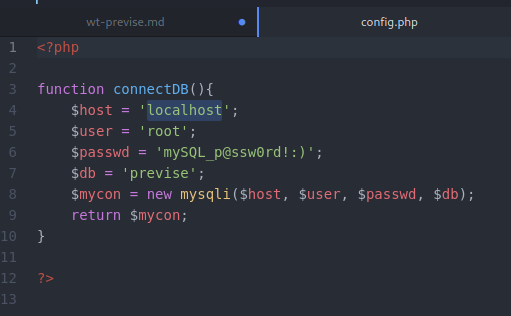 wt-previse.md config.php
1 <?php
2
3 function connectDB(){
4 $host = 'localhost';
5 $user = 'root';
6 $passwd = 'mySQL_p@ssw0rd!:)';
7 $db = 'previse';
8 $mycon = new mysqli($host, $user, $passwd, $db);
9 return $mycon;
10 }
11
12 ?>
13